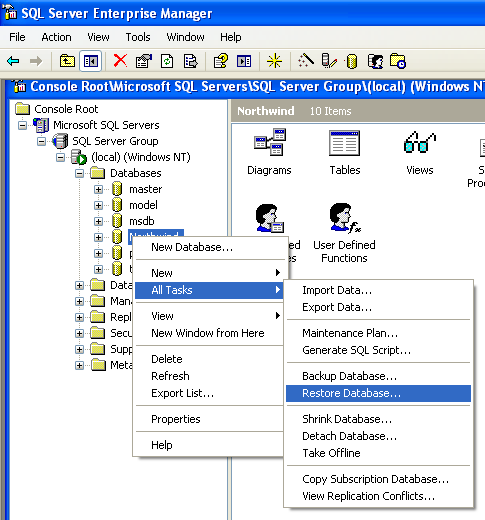 SQL Server Enterprise Manager
File Action View Tools Window Help
Console Root\Microsoft SQL Servers\SQL Server Group\(local) (Windows NT
Console Root
Microsoft SQL Servers
SQL Server Group
(local) (Windows NT)
Databases
master
model
msdb
Northwind
p
t
Data
Mana
Repl
Secu
Supp
Meta
Northwind 10 Items
Diagrams
Tables
Views
S
Proc
ed
es
User Defined
Functions
New Database...
New
All Tasks
View
New Window from Here
Delete
Refresh
Export List...
Properties
Help
Import Data...
Export Data...
Maintenance Plan...
Generate SQL Script...
Backup Database...
Restore Database...
Shrink Database...
Detach Database...
Take Offline
Copy Subscription Database...
View Replication Conflicts...